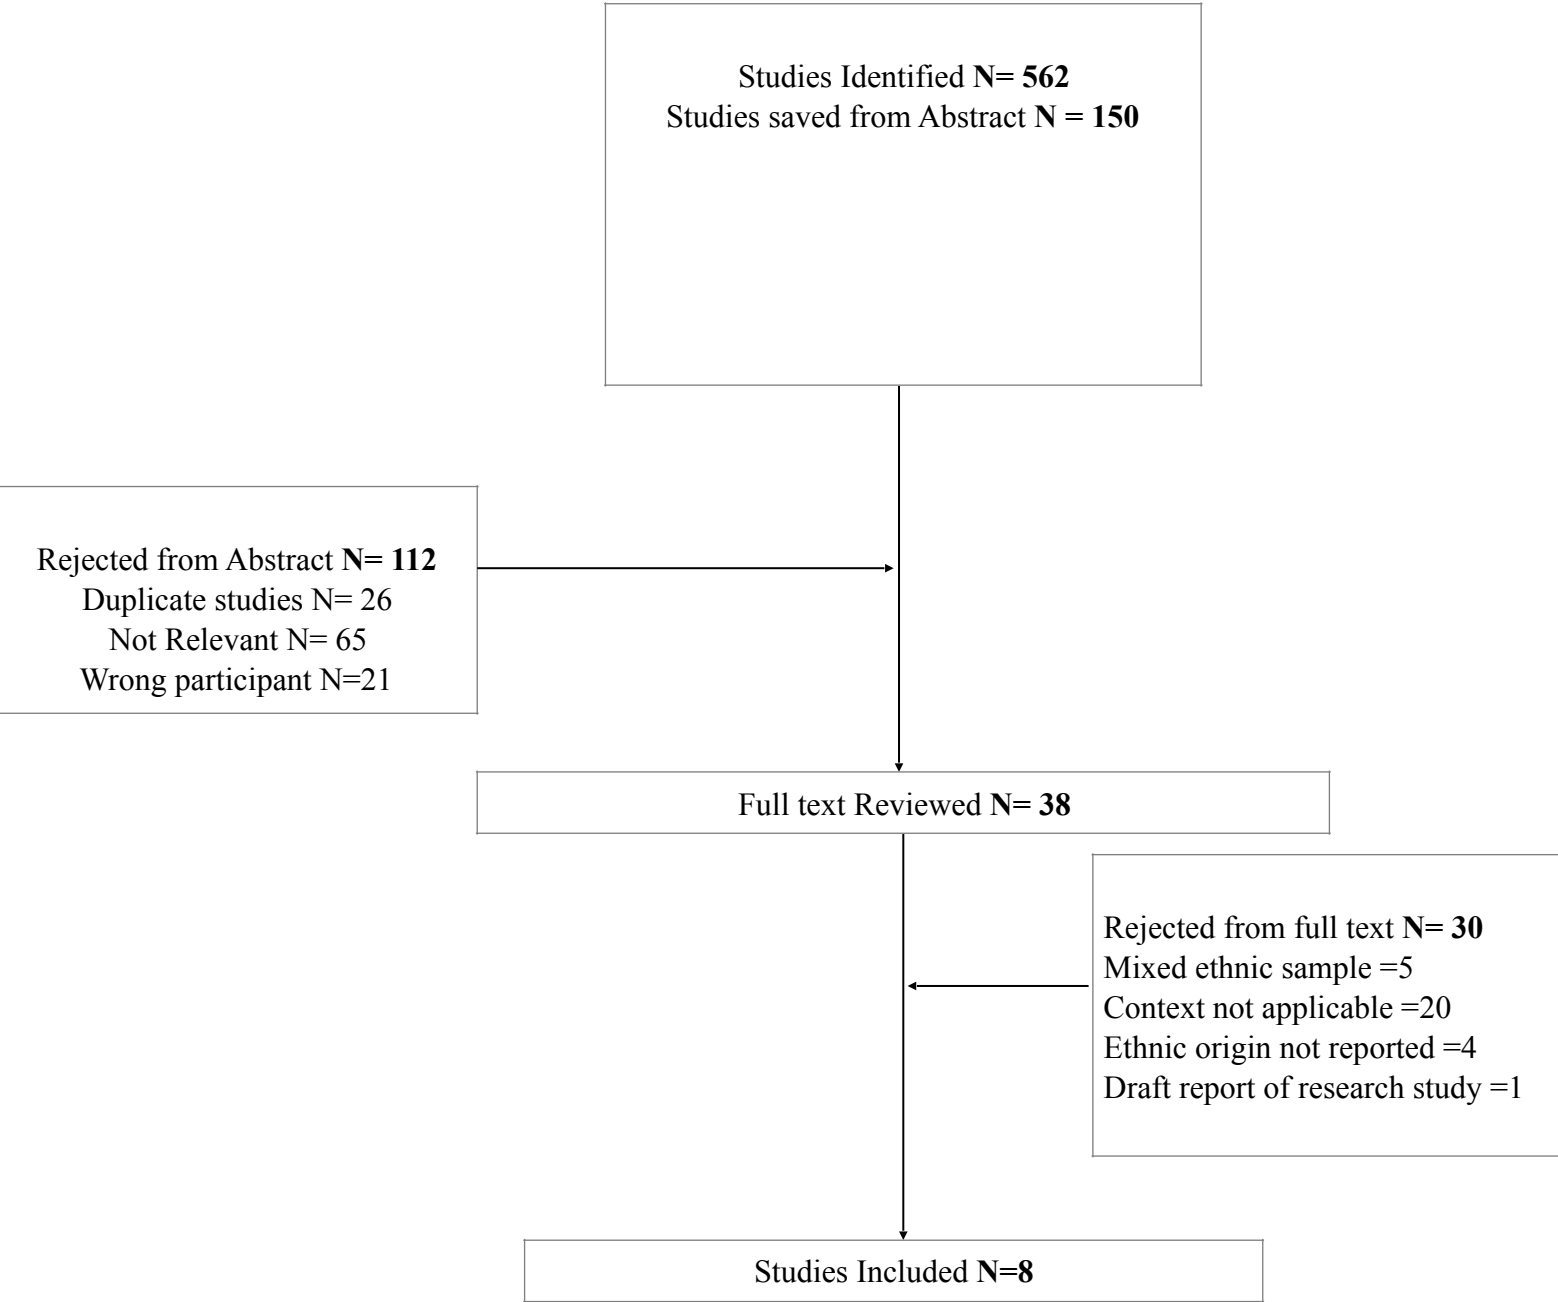 Studies Identified N= 562
Studies saved from Abstract N = 150
Rejected from Abstract N= 112
Duplicate studies N= 26
Not Relevant N= 65
Wrong participant N=21
Full text Reviewed N= 38
Rejected from full text N= 30
Mixed ethnic sample =5
Context not applicable =20
Ethnic origin not reported =4
Draft report of research study =1
Studies Included N=8